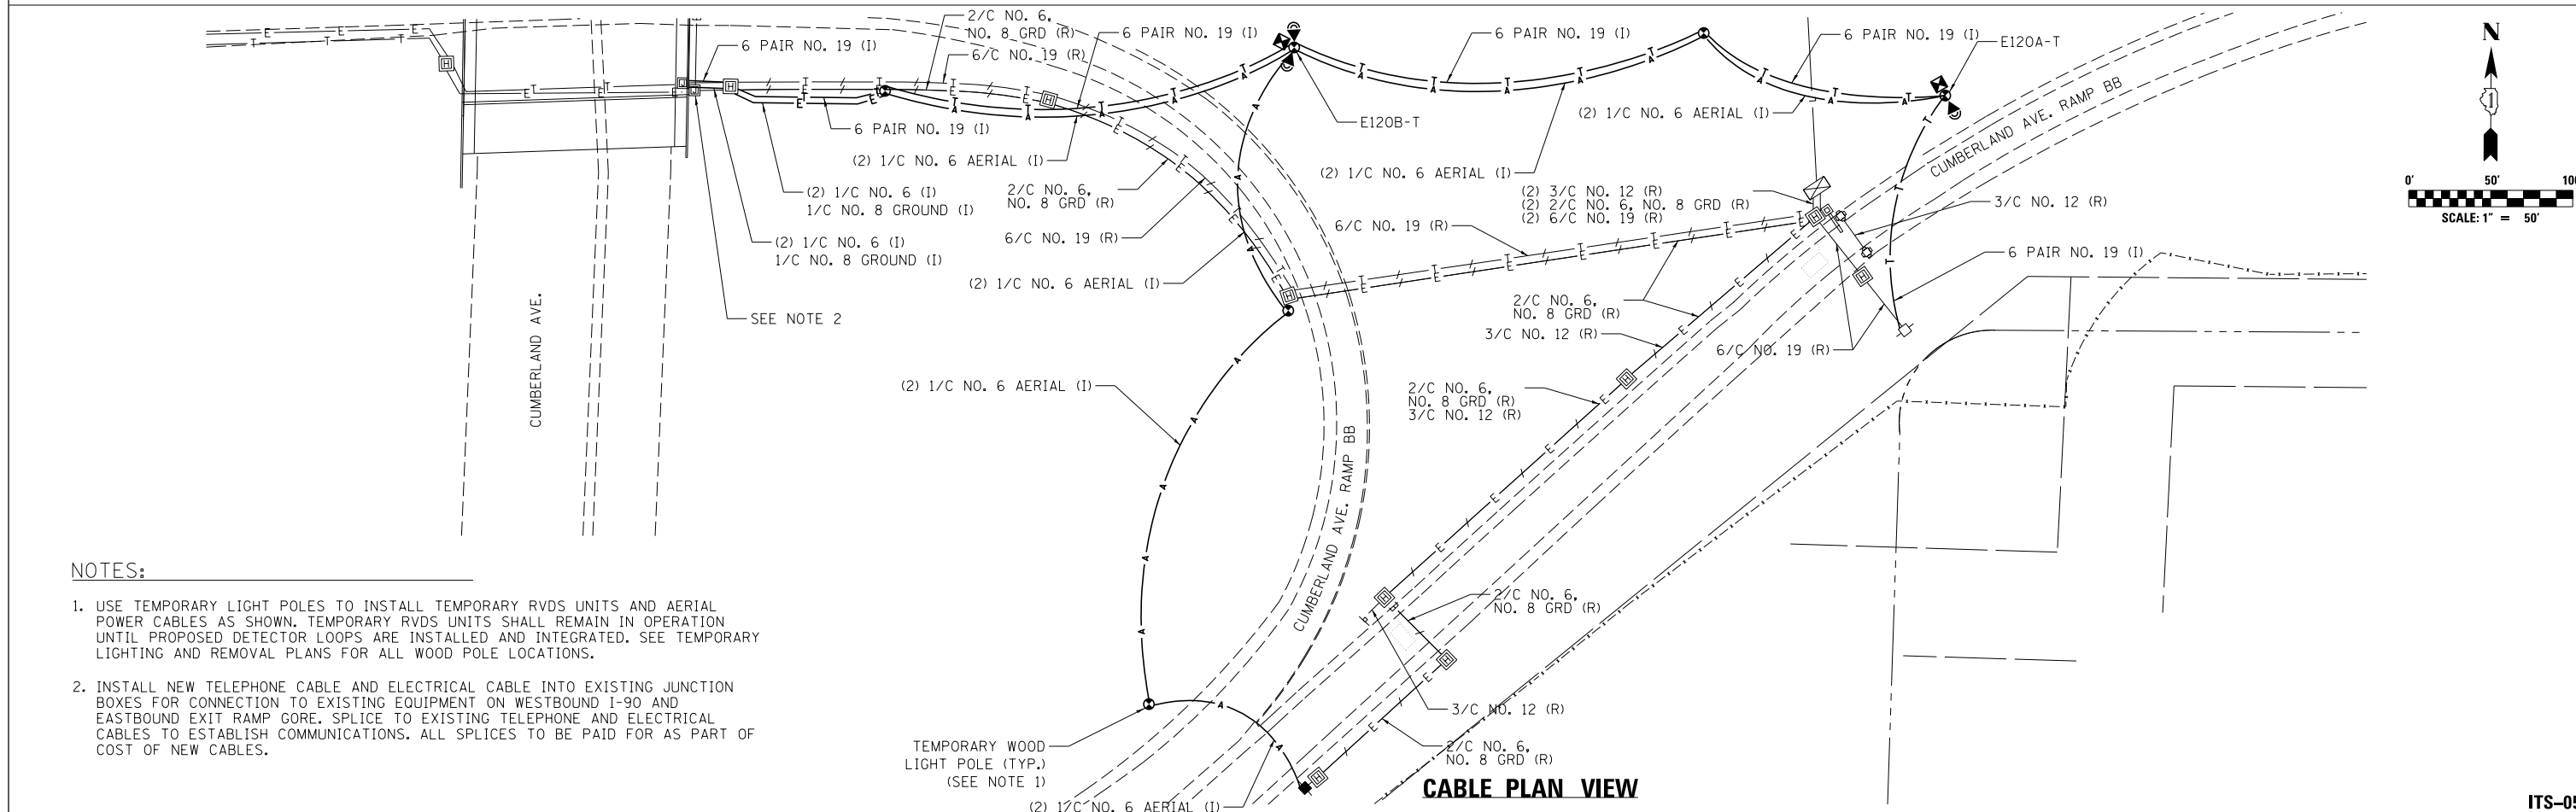 2/C NO. 6,
NO. 8 GRD (R)
6 PAIR NO. 19 (I)
6/C NO. 19 (R)
6 PAIR NO. 19 (I)
6 PAIR NO. 19 (I)
6 PAIR NO. 19 (I)
E120A-T
N
1
CUMBERLAND AVE. RAMP BB
6 PAIR NO. 19 (I)
E120B-T
(2) 1/C NO. 6 AERIAL (I)
(2) 1/C NO. 6 AERIAL (I)
(2) 1/C NO. 6 AERIAL (I)
(2) 1/C NO. 6 (I)
1/C NO. 8 GROUND (I)
2/C NO. 6,
NO. 8 GRD (R)
(2) 3/C NO. 12 (R)
(2) 2/C NO. 6, NO. 8 GRD (R)
(2) 6/C NO. 19 (R)
3/C NO. 12 (R)
0' 50' 100
SCALE: 1" = 50'
(2) 1/C NO. 6 (I)
1/C NO. 8 GROUND (I)
6/C NO. 19 (R)
6/C NO. 19 (R)
6 PAIR NO. 19 (I)
(2) 1/C NO. 6 AERIAL (I)
SEE NOTE 2
2/C NO. 6,
NO. 8 GRD (R)
3/C NO. 12 (R)
6/C NO. 19 (R)
CUMBERLAND AVE.
(2) 1/C NO. 6 AERIAL (I)
2/C NO. 6,
NO. 8 GRD (R)
3/C NO. 12 (R)
CUMBERLAND AVE. RAMP BB
2/C NO. 6,
NO. 8 GRD (R)
3/C NO. 12 (R)
2/C NO. 6,
NO. 8 GRD (R)
TEMPORARY WOOD
LIGHT POLE (TYP.)
(SEE NOTE 1)
(2) 1/C NO. 6 AERIAL (I)
NOTES:
1. USE TEMPORARY LIGHT POLES TO INSTALL TEMPORARY RVDS UNITS AND AERIAL
POWER CABLES AS SHOWN. TEMPORARY RVDS UNITS SHALL REMAIN IN OPERATION
UNTIL PROPOSED DETECTOR LOOPS ARE INSTALLED AND INTEGRATED. SEE TEMPORARY
LIGHTING AND REMOVAL PLANS FOR ALL WOOD POLE LOCATIONS.
2. INSTALL NEW TELEPHONE CABLE AND ELECTRICAL CABLE INTO EXISTING JUNCTION
BOXES FOR CONNECTION TO EXISTING EQUIPMENT ON WESTBOUND I-90 AND
EASTBOUND EXIT RAMP GORE. SPLICE TO EXISTING TELEPHONE AND ELECTRICAL
CABLES TO ESTABLISH COMMUNICATIONS. ALL SPLICES TO BE PAID FOR AS PART OF
COST OF NEW CABLES.
CABLE PLAN VIEW